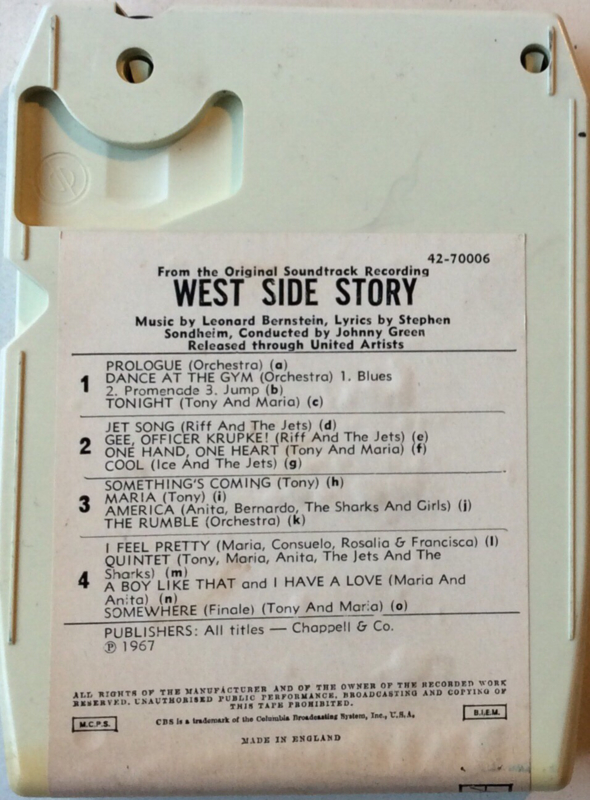 42-70006
From the Original Soundtrack Recording
WEST SIDE STORY
Music by Leonard Bernstein, Lyrics by Stephen
Sondheim, Conducted by Johnny Green
Released through United Artists
1
PROLOGUE (Orchestra) (a)
DANCE AT THE GYM (Orchestra) 1. Blues
2. Promenade 3. Jump (b)
TONIGHT (Tony And Maria) (c)
2
JET SONG (Riff And The Jets) (d)
GEE, OFFICER KRUPKE! (Riff And The Jets) (e)
ONE HAND, ONE HEART (Tony and Maria) (f)
COOL (Ice And The Jets) (g)
3
SOMETHING'S COMING (Tony) (h)
MARIA (Tony) (i)
AMERICA (Anita, Bernardo, The Sharks And Girls) (j)
THE RUMBLE (Orchestra) (k)
4
I FEEL PRETTY (Maria, Consuelo, Rosalia & Francisca) (l)
QUINTET (Tony, Maria, Anita, The Jets And The
Sharks) (m)
A BOY LIKE THAT and I HAVE A LOVE (Maria And
Anita) (n)
SOMEWHERE (Finale) (Tony And Maria) (o)
PUBLISHERS: All titles — Chappell & Co.
℗ 1967
ALL RIGHTS OF THE MANUFACTURER AND OF THE OWNER OF THE RECORDED WORK
RESERVED. UNAUTHORISED PUBLIC PERFORMANCE, BROADCASTING AND COPYING OF
THIS TAPE PROHIBITED.
M.C.P.S.
CBS is a trademark of the Columbia Broadcasting System, Inc., U.S.A.
B.I.E.M.
MADE IN ENGLAND